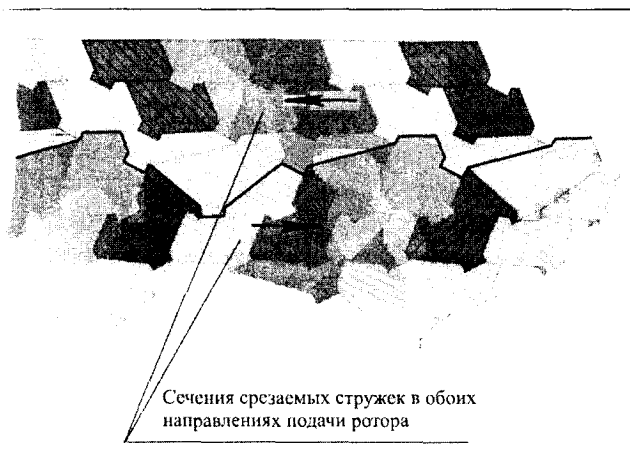 Сечения срезаемых стружек в обоих
направлениях подачи ротора